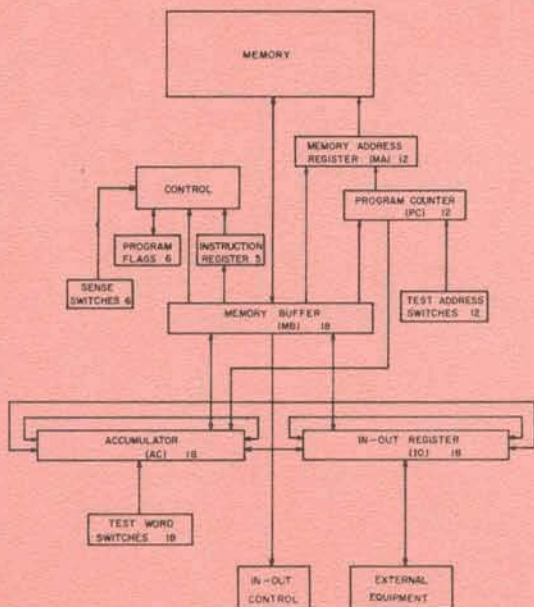 MEMORY
MEMORY ADDRESS
REGISTER (MA) 12
CONTROL
PROGRAM COUNTER
(PC) 12
PROGRAM
FLAGS 6
INSTRUCTION
REGISTER 5
SENSE
SWITCHES 6
TEST ADDRESS
SWITCHES 12
MEMORY BUFFER
(MB) 18
ACCUMULATOR
(AC) 18
IN-OUT REGISTER
(IO) 18
TEST WORD
SWITCHES 18
IN-OUT
CONTROL
EXTERNAL
EQUIPMENT